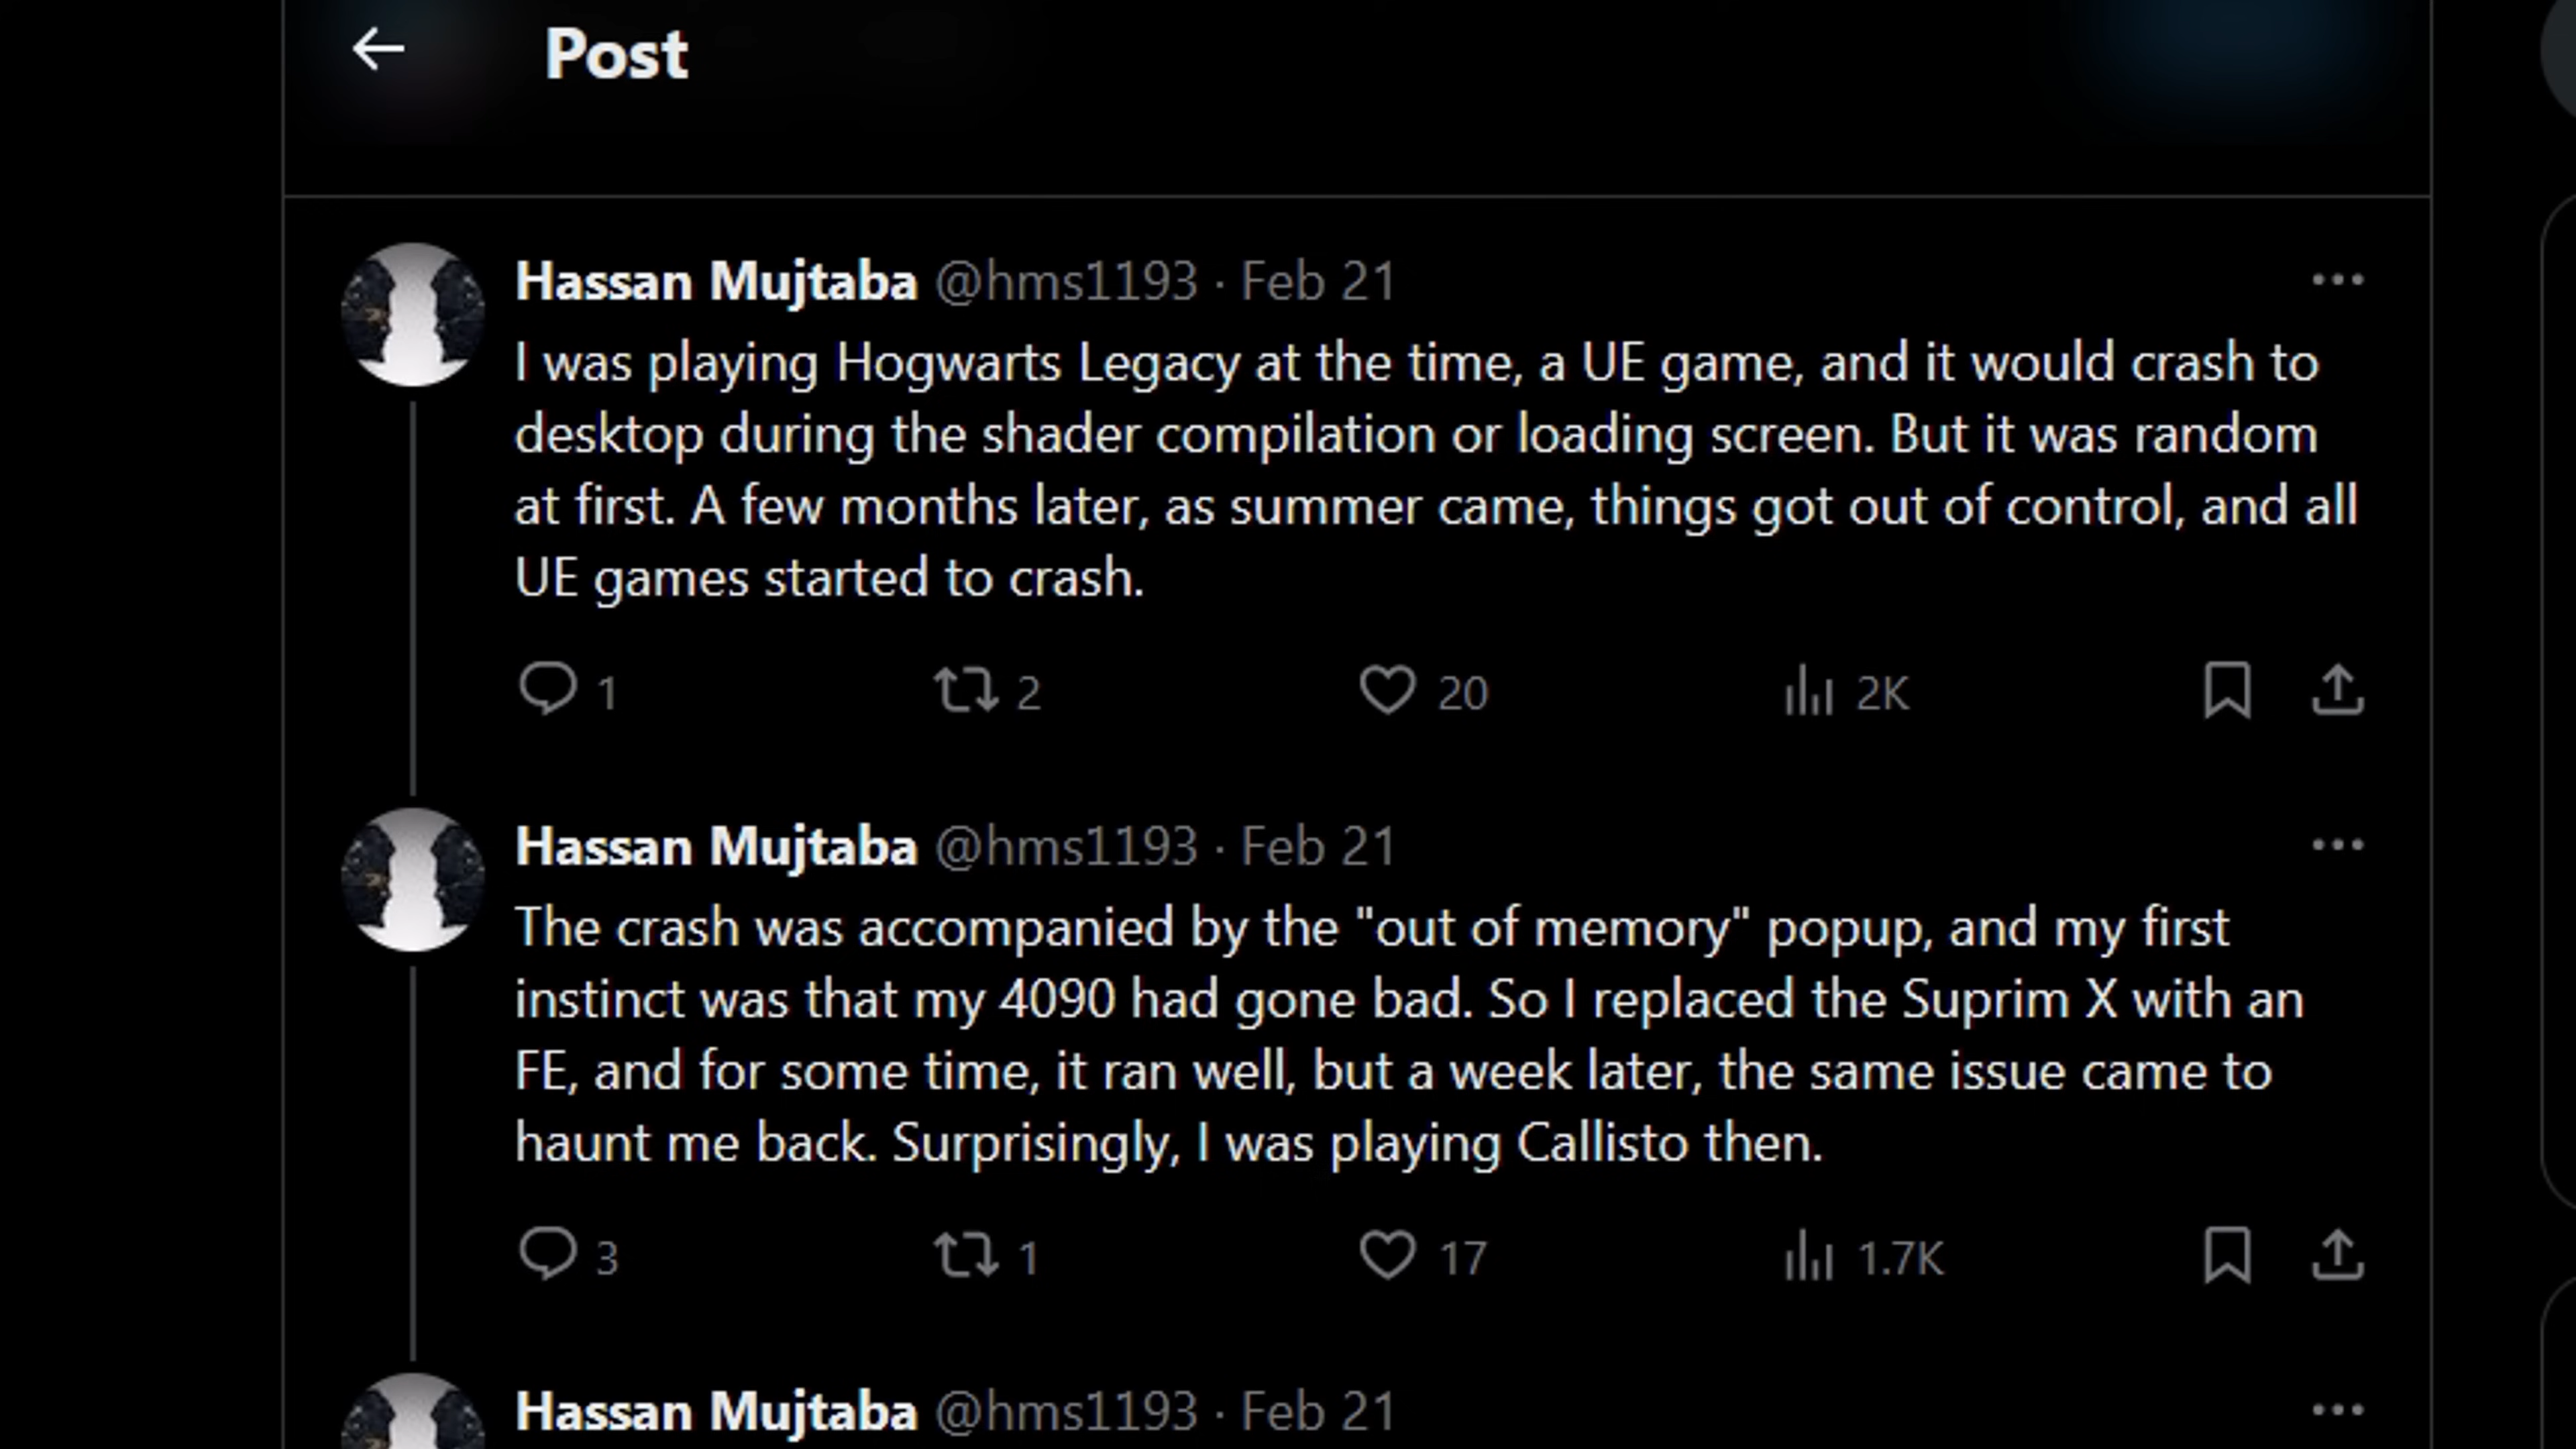 Post
Hassan Mujtaba @hms1193 · Feb 21
I was playing Hogwarts Legacy at the time, a UE game, and it would crash to
desktop during the shader compilation or loading screen. But it was random
at first. A few months later, as summer came, things got out of control, and all
UE games started to crash.
1 2 20 2K
Hassan Mujtaba @hms1193 · Feb 21
The crash was accompanied by the "out of memory" popup, and my first
instinct was that my 4090 had gone bad. So I replaced the Suprim X with an
FE, and for some time, it ran well, but a week later, the same issue came to
haunt me back. Surprisingly, I was playing Callisto then.
3 1 17 1.7K
Hassan Mujtaba @hms1193 · Feb 21